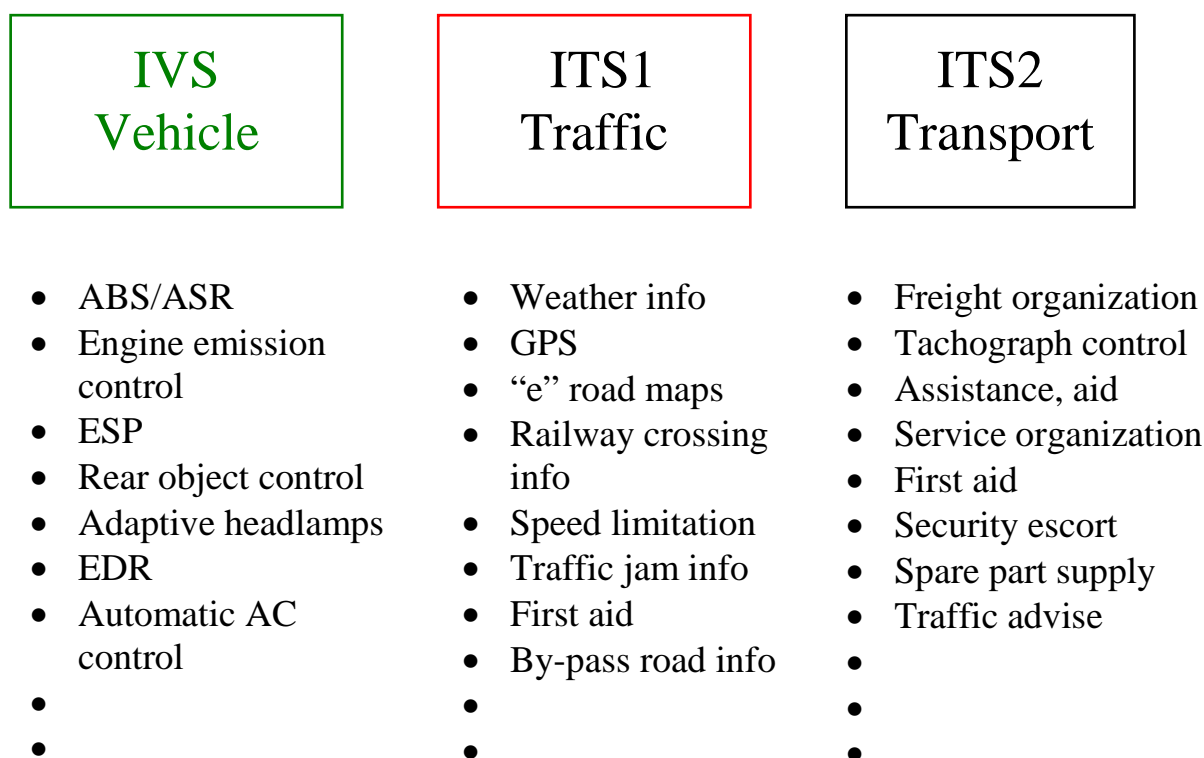 IVS
Vehicle
ITS1
Traffic
ITS2
Transport
• ABS/ASR
• Engine emission
control
• ESP
• Rear object control
• Adaptive headlamps
• EDR
• Automatic AC
control
•
•
• Weather info
• GPS
• “e” road maps
• Railway crossing
info
• Speed limitation
• Traffic jam info
• First aid
• By-pass road info
•
•
• Freight organization
• Tachograph control
• Assistance, aid
• Service organization
• First aid
• Security escort
• Spare part supply
• Traffic advise
•
•
•